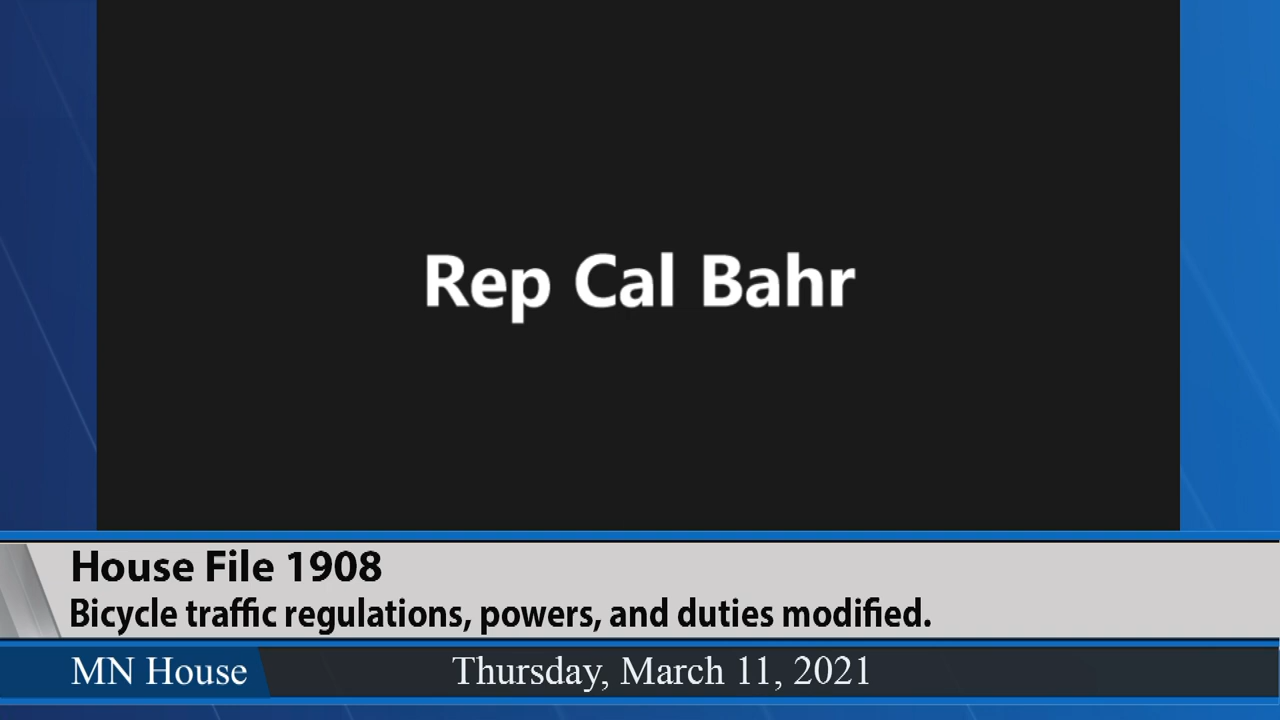 Rep Cal Bahr
House File 1908
Bicycle traffic regulations, powers, and duties modified.
MN House
Thursday, March 11, 2021